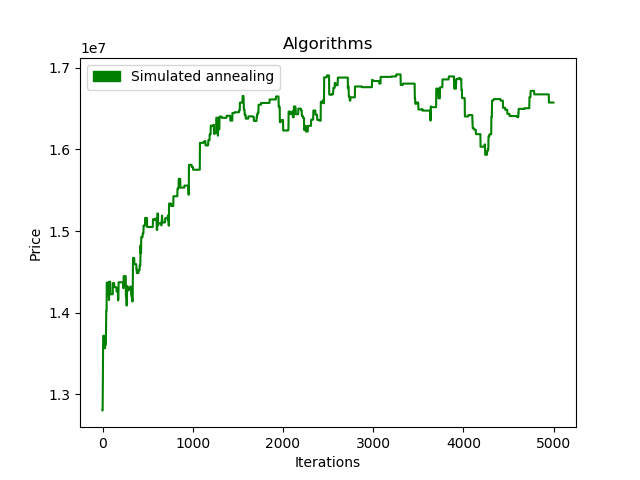 Algorithms
1e7
Simulated annealing
1.7
1.6
1.5
1.4
1.3
Price
0 1000 2000 3000 4000 5000
Iterations